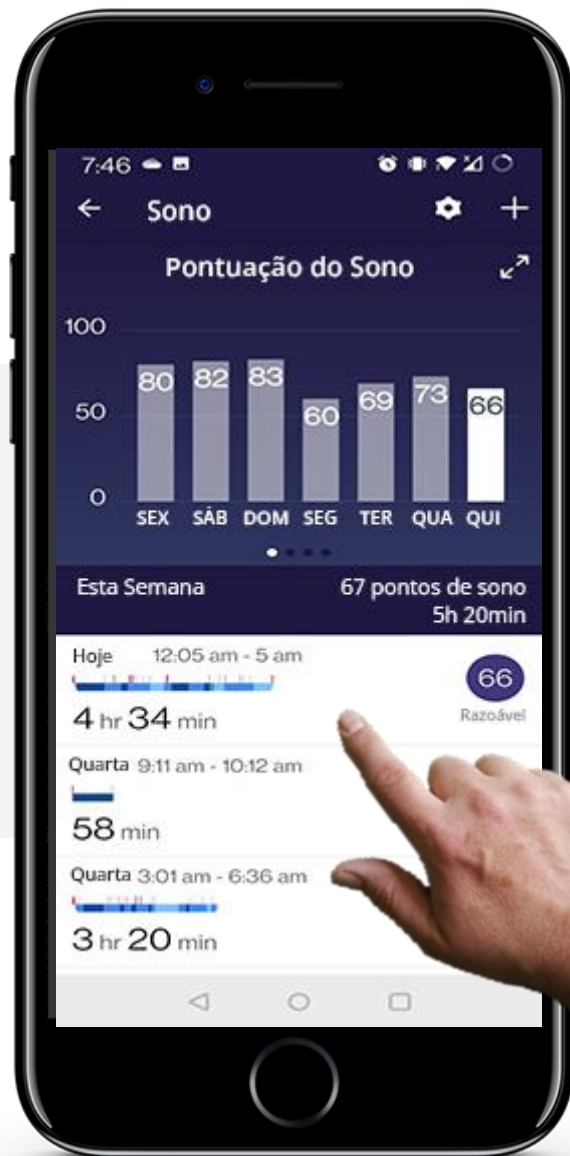 7:46
Sono
Pontuação do Sono
100
50
0
80 82 83 60 69 73 66
SEX SÁB DOM SEG TER QUA QUI
Esta Semana 67 pontos de sono
5h 20min
Hoje 12:05 am - 5 am
66
Razoável
4 hr 34 min
Quarta 9:11 am - 10:12 am
58 min
Quarta 3:01 am - 6:36 am
3 hr 20 min